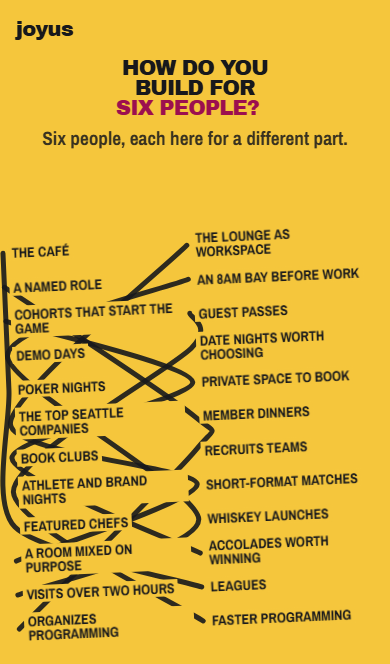 joyus
HOW DO YOU
BUILD FOR
SIX PEOPLE?
Six people, each here for a different part.
THE CAFÉ
A NAMED ROLE
COHORTS THAT START THE
GAME
DEMO DAYS
POKER NIGHTS
THE TOP SEATTLE
COMPANIES
BOOK CLUBS
ATHLETE AND BRAND
NIGHTS
FEATURED CHEFS
A ROOM MIXED ON
PURPOSE
VISITS OVER TWO HOURS
ORGANIZES
PROGRAMMING
THE LOUNGE AS
WORKSPACE
AN 8AM BAY BEFORE WORK
GUEST PASSES
DATE NIGHTS WORTH
CHOOSING
PRIVATE SPACE TO BOOK
MEMBER DINNERS
RECRUITS TEAMS
SHORT-FORMAT MATCHES
WHISKEY LAUNCHES
ACCOLADES WORTH
WINNING
LEAGUES
FASTER PROGRAMMING